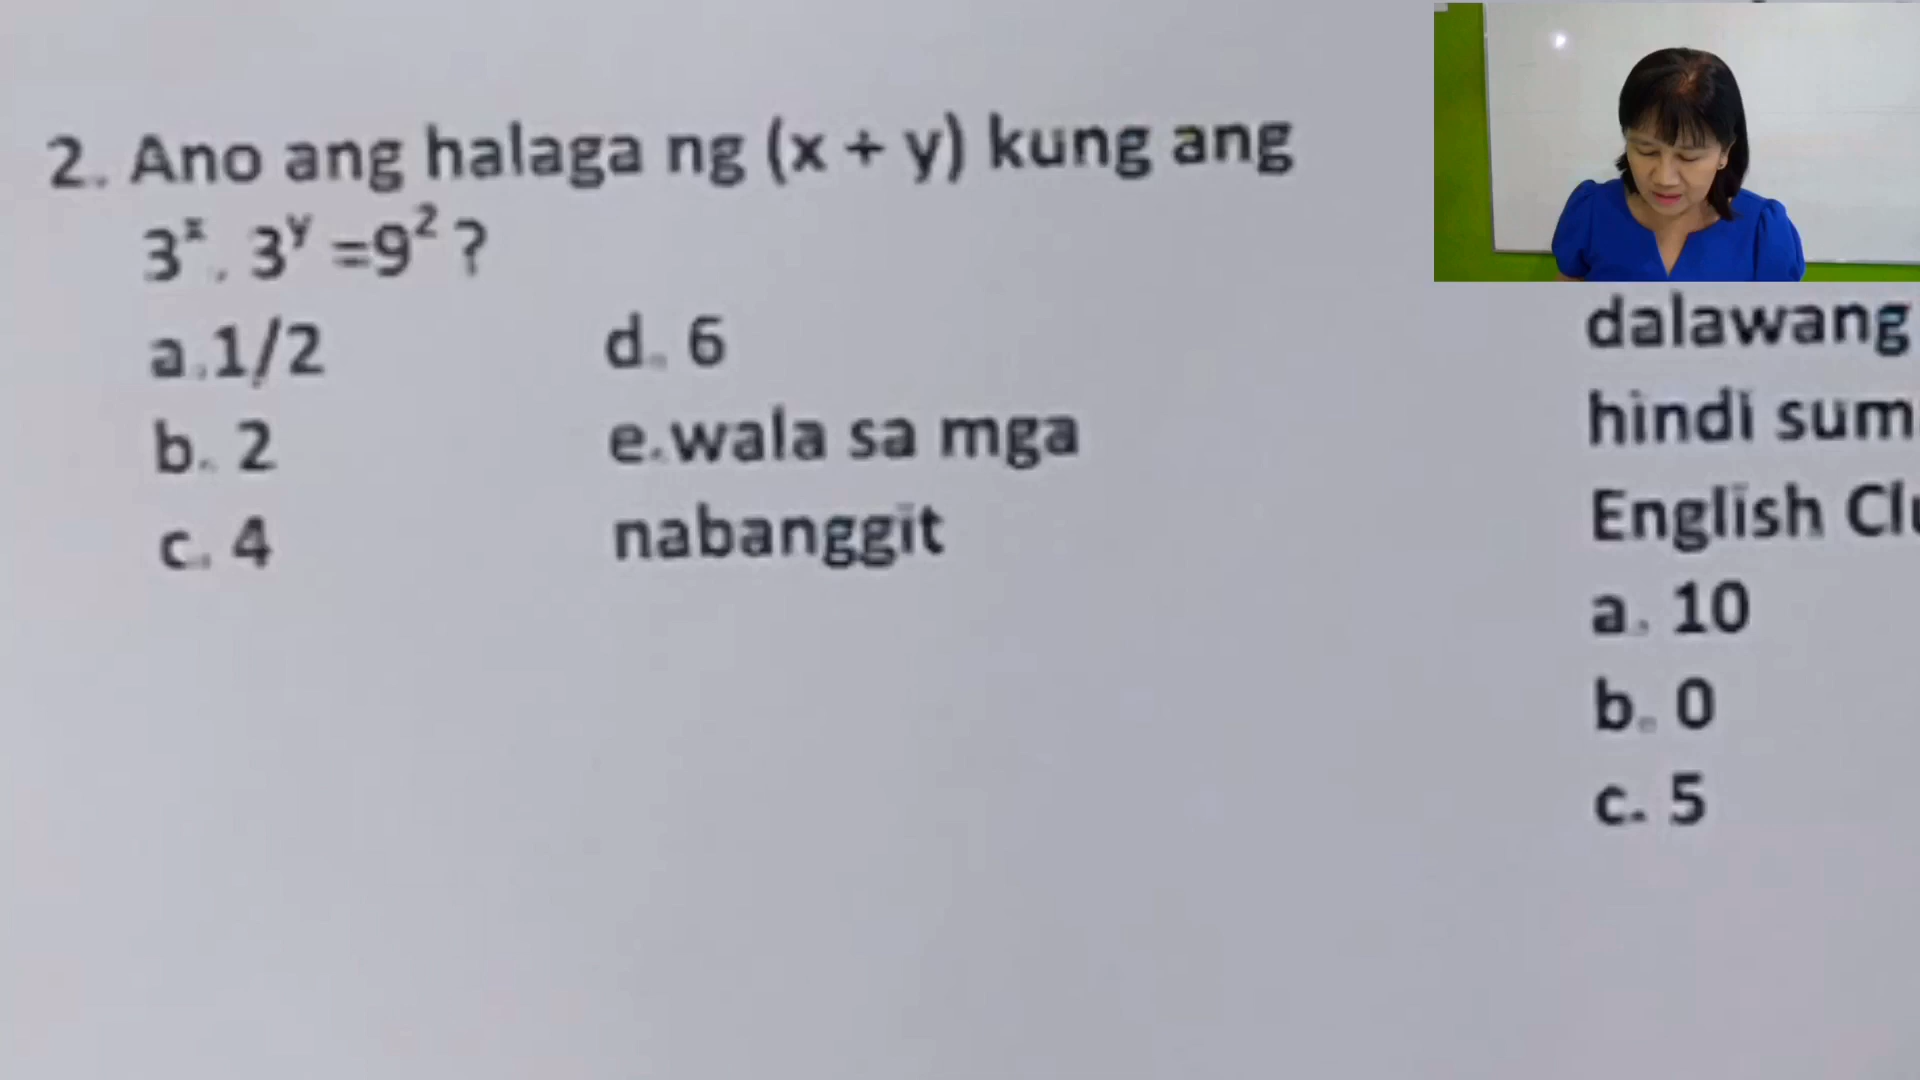 2. Ano ang halaga ng (x + y) kung ang
3ˣ . 3ʸ =9² ?
a.1/2
b. 2
c. 4
d. 6
e.wala sa mga
nabanggit
dalawang
hindi sum
English Cl
a. 10
b. 0
c. 5